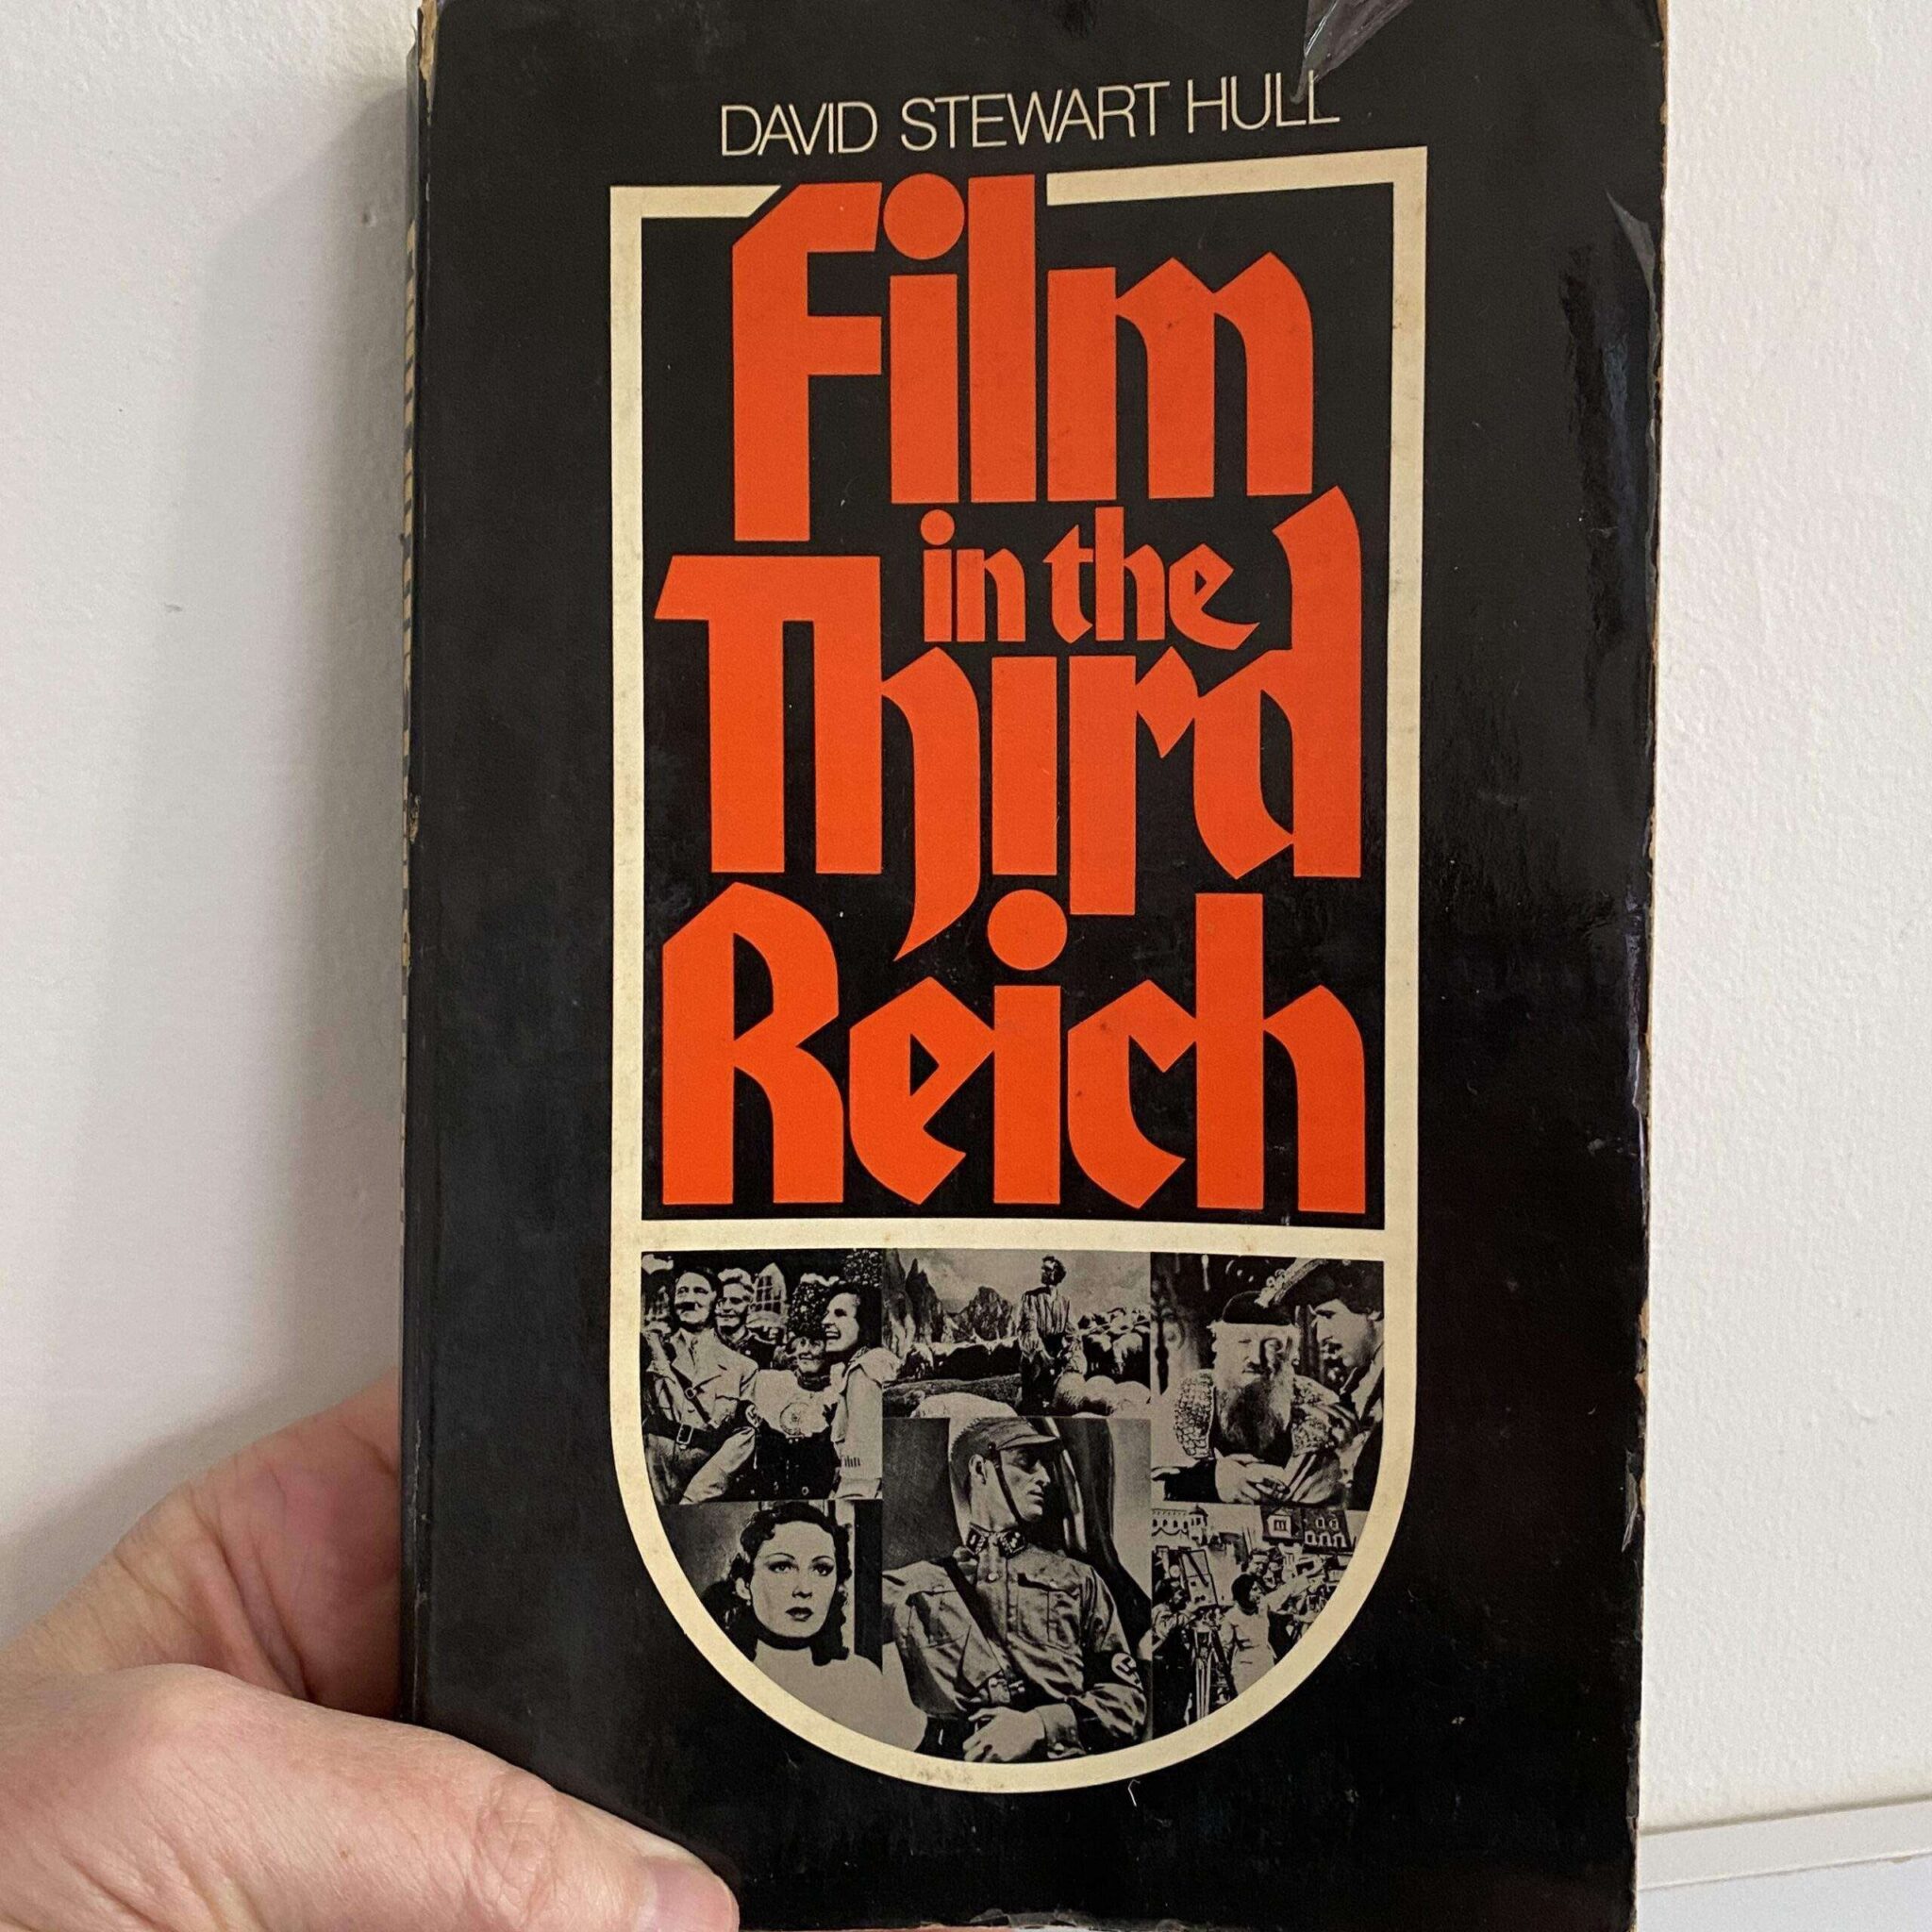 DAVID STEWART HULL
Film
in the
Third
Reich